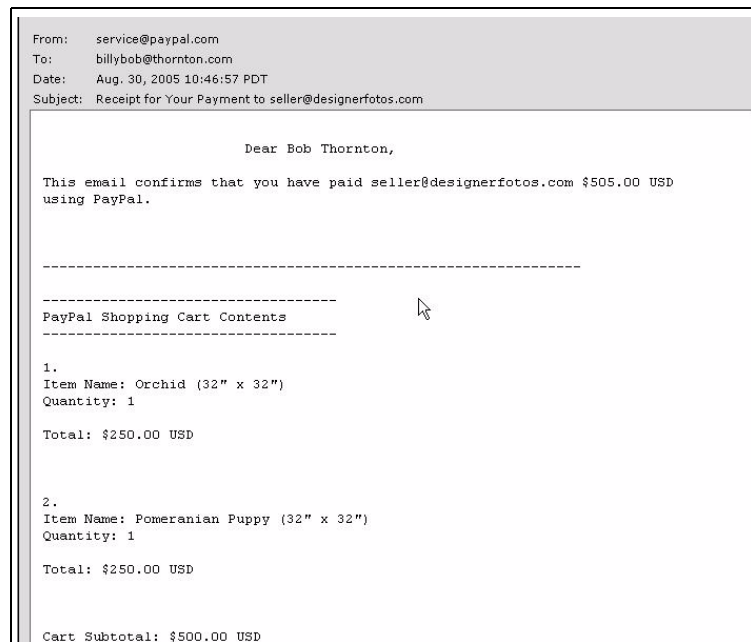 From: service@paypal.com
To: billybob@thornton.com
Date: Aug. 30, 2005 10:46:57 PDT
Subject: Receipt for Your Payment to seller@designerfotos.com
Dear Bob Thornton,
This email confirms that you have paid seller@designerfotos.com $505.00 USD
using PayPal.
----------------------------------------------------------------
-----------------------------------
PayPal Shopping Cart Contents
-----------------------------------
1.
Item Name: Orchid (32" x 32")
Quantity: 1
Total: $250.00 USD
2.
Item Name: Pomeranian Puppy (32" x 32")
Quantity: 1
Total: $250.00 USD
Cart Subtotal: $500.00 USD